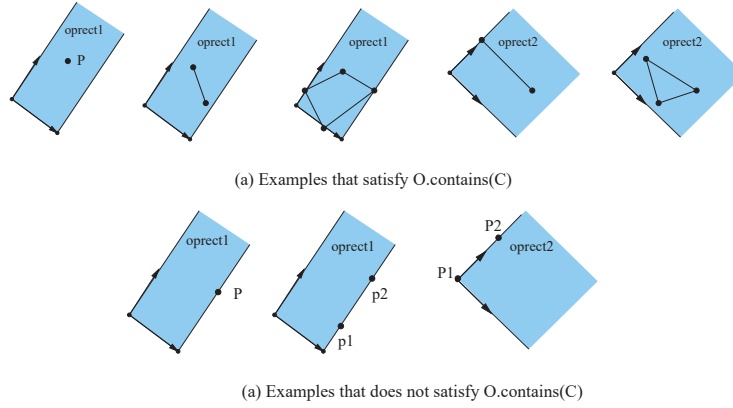 oprect1
P
oprect1
oprect1
oprect2
oprect2
(a) Examples that satisfy O.contains(C)
oprect1
P
oprect1
p2
p1
P2
oprect2
P1
(a) Examples that does not satisfy O.contains(C)